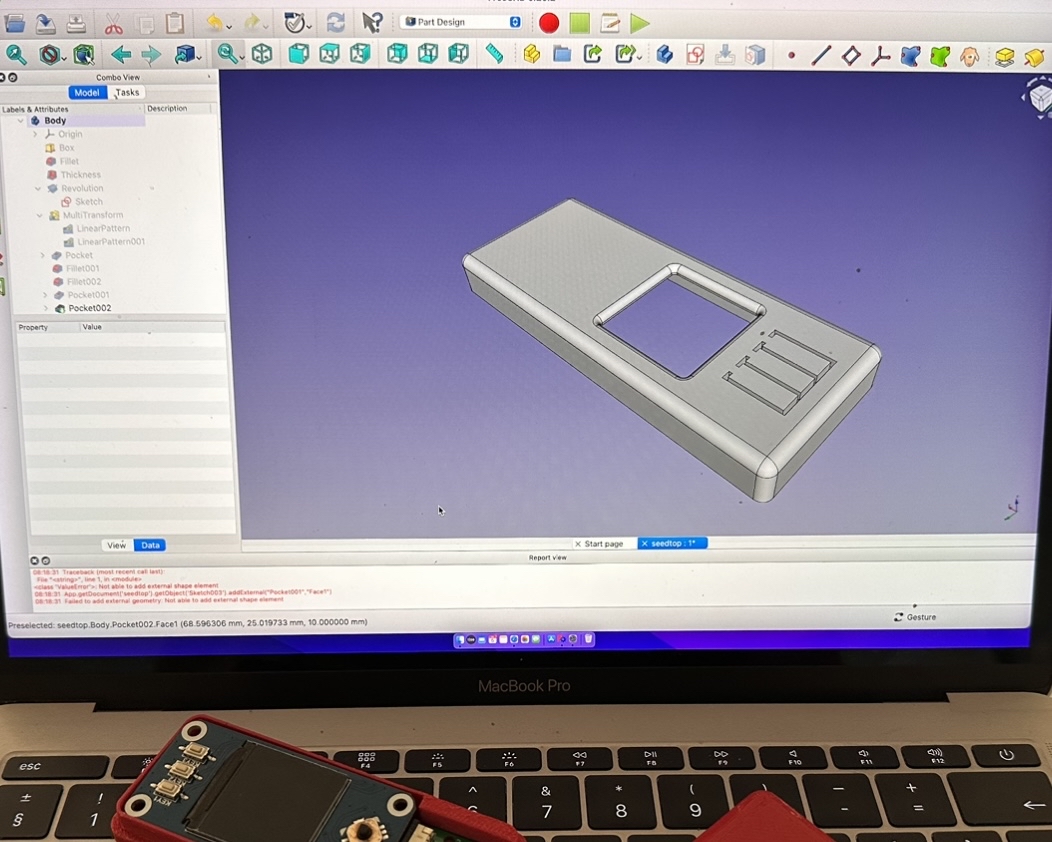 Part Design
Combo View
Model
Tasks
Labels & Attributes
Description
Body
Origin
Box
Fillet
Thickness
Revolution
Sketch
MultiTransform
LinearPattern
LinearPattern001
Pocket
Fillet001
Fillet002
Pocket001
Pocket002
Property
Value
View
Data
Start page
seedtop : 1*
Report view
08:18:31 Traceback (most recent call last):
File "<string>", line 1, in <module>
<class 'ValueError'>: Not able to add external shape element
08:18:31 App.getDocument('seedtop').getObject('Sketch003').addExternal("Pocket001","Face1")
08:18:31 Failed to add external geometry: Not able to add external shape element
Preselected: seedtop.Body.Pocket002.Face1 (68.596306 mm, 25.019733 mm, 10.000000 mm)
Gesture
MacBook Pro
esc
F4
F5
F6
F7
F8
F9
F10
F11
F12
±
§
!
1
^
&
7
*
8
(
9
)
-
+
=